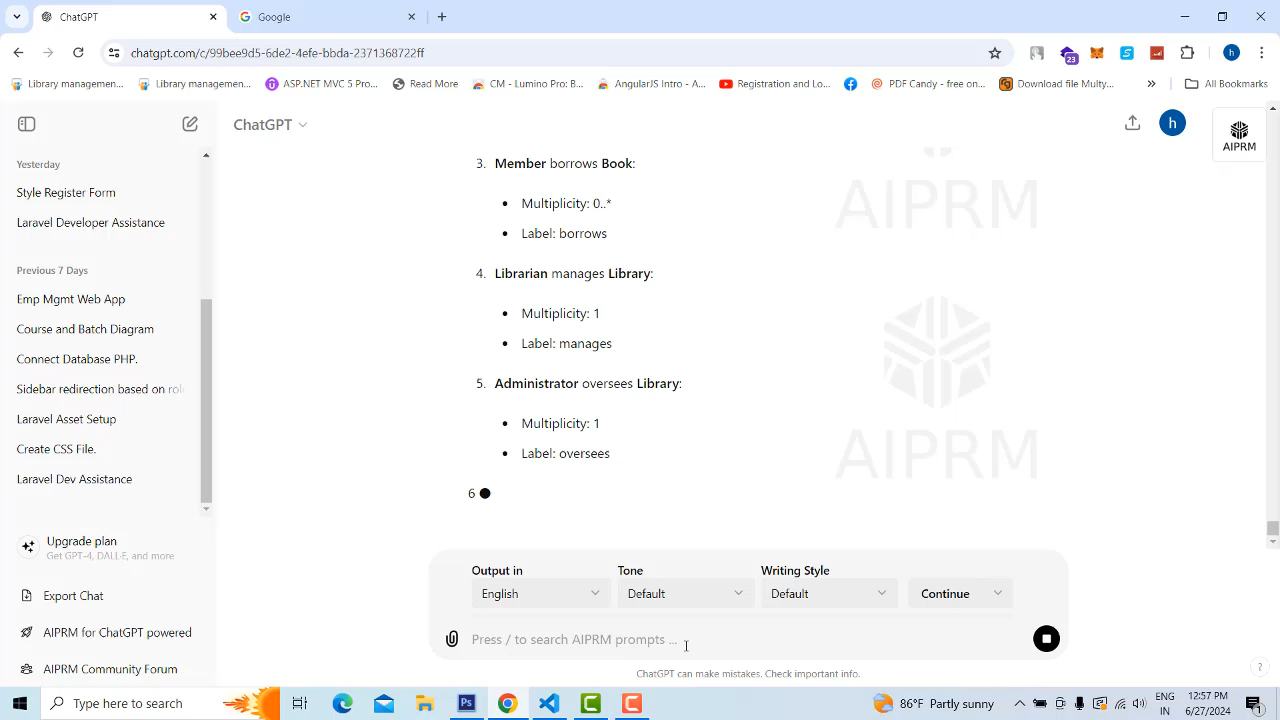 ChatGPT
Google
chatgpt.com/c/99bee9d5-6de2-4efe-bbda-2371368722ff
23
h
Library managemen...
Library managemen...
ASP.NET MVC 5 Pro...
Read More
CM - Lumino Pro B...
AngularJS Intro - A...
Registration and Lo...
PDF Candy - free on...
Download file Multy...
»
All Bookmarks
ChatGPT
h
AIPRM
Yesterday
Style Register Form
Laravel Developer Assistance
Previous 7 Days
Emp Mgmt Web App
Course and Batch Diagram
Connect Database PHP.
Sidebar redirection based on rol
Laravel Asset Setup
Create CSS File.
Laravel Dev Assistance
Upgrade plan
Get GPT-4, DALL·E, and more
Export Chat
AIPRM for ChatGPT powered
AIPRM Community Forum
3. Member borrows Book:
• Multiplicity: 0..*
• Label: borrows
4. Librarian manages Library:
• Multiplicity: 1
• Label: manages
5. Administrator oversees Library:
• Multiplicity: 1
• Label: oversees
6
AIPRM
AIPRM
Output in
English
Tone
Default
Writing Style
Default
Continue
Press / to search AIPRM prompts ...
ChatGPT can make mistakes. Check important info.
?
Type here to search
Ps
86°F Partly sunny
ENG
IN
12:57 PM
6/27/2024
1